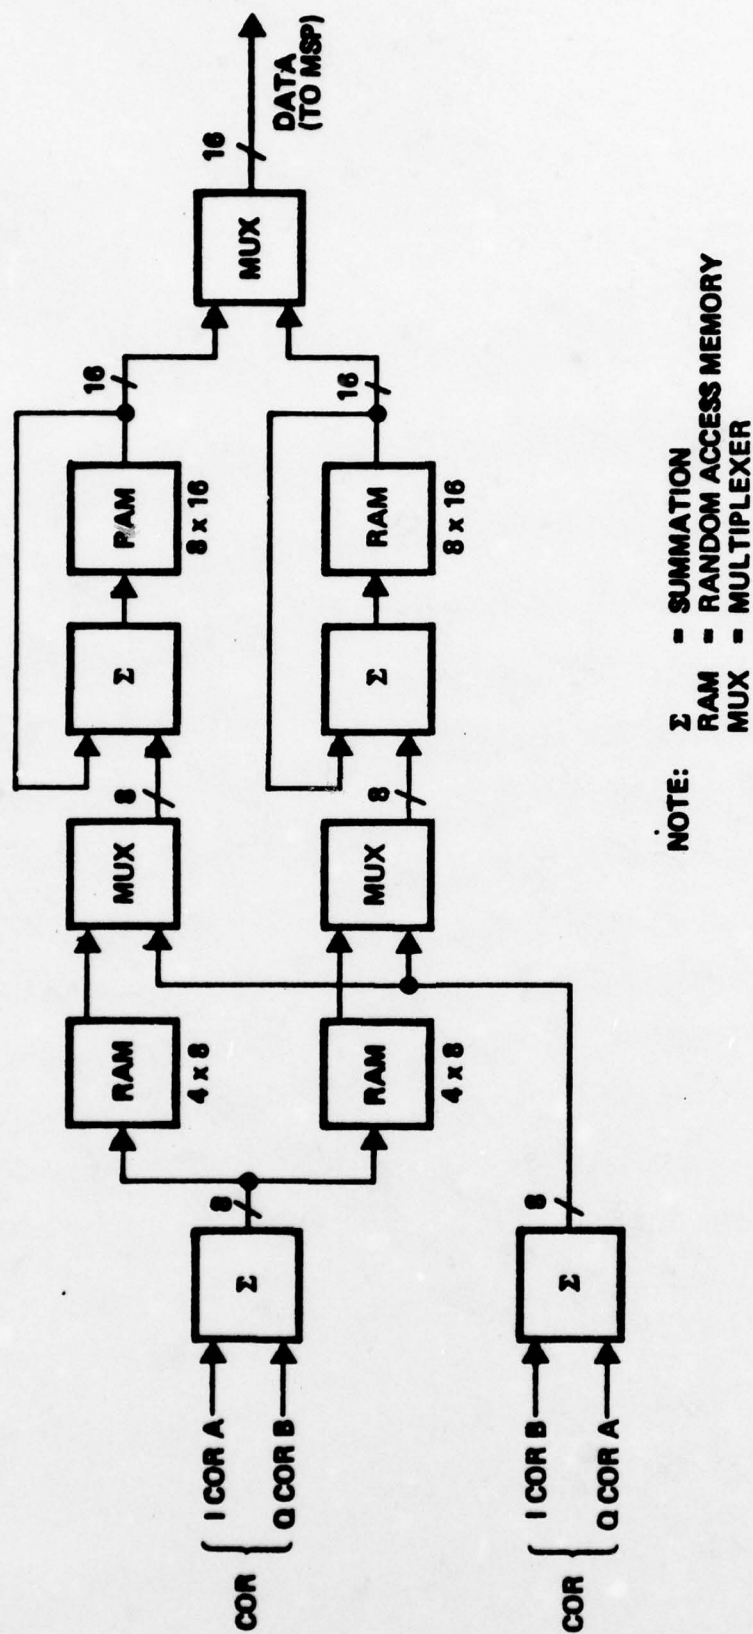 COR
I COR A
Q COR B
Σ
8
RAM
4 x 8
MUX
8
Σ
RAM
8 x 16
16
RAM
4 x 8
MUX
8
Σ
RAM
8 x 16
16
MUX
16
DATA
(TO MSP)
COR
I COR B
Q COR A
Σ
8
NOTE: Σ = SUMMATION
RAM = RANDOM ACCESS MEMORY
MUX = MULTIPLEXER